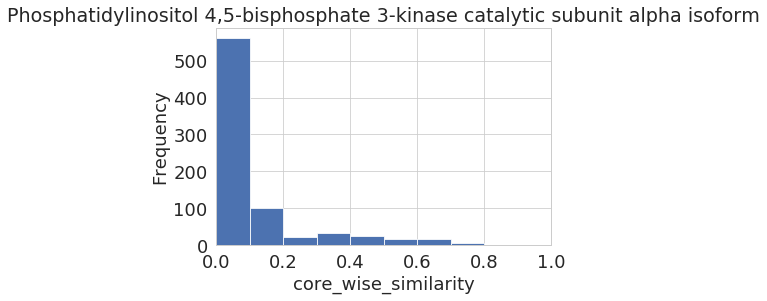 Phosphatidylinositol 4,5-bisphosphate 3-kinase catalytic subunit alpha isoform
Frequency
500
400
300
200
100
0
0.0 0.2 0.4 0.6 0.8 1.0
core_wise_similarity